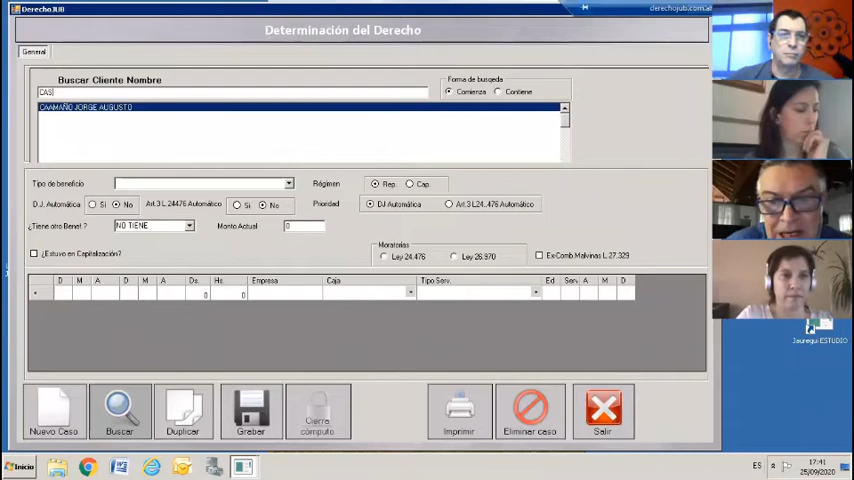 DerechoJUB
derechojub.com.ar
Determinación del Derecho
General
Buscar Cliente Nombre
Forma de busqeda
CAS
Comienza
Contiene
CAAMAÑO JORGE AUGUSTO
Tipo de beneficio
Régimen
Rep.
Cap.
D.J. Automática
Si
No
Art.3 L.24476 Automático
Si
No
Prioridad
DJ Automática
Art.3 L24..476 Automático
¿Tiene otro Benef.?
NO TIENE
Monto Actual
0
Moratorias
¿Estuvo en Capitalización?
Ley 24.476
Ley 26.970
Ex-Comb.Malvinas L.27.329
D M A D M A Ds. Hs. Empresa Caja Tipo Serv. Ed Serv A M D
0 0
Jauregui-ESTUDIO
Nuevo Caso
Buscar
Duplicar
Grabar
Cierra cómputo
Imprimir
Eliminar caso
Salir
Inicio
ES
17:41
25/09/2020